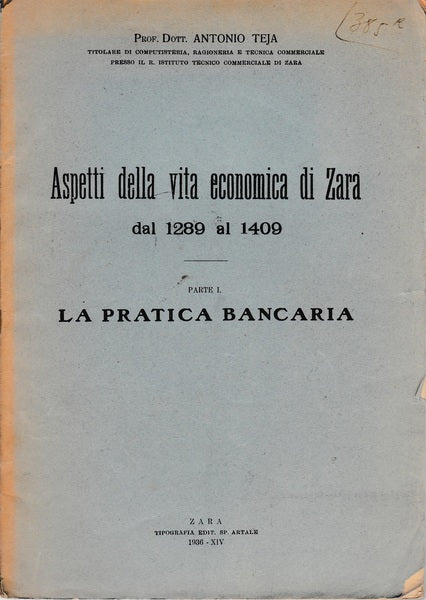 385 R
PROF. DOTT. ANTONIO TEJA
TITOLARE DI COMPUTISTERIA, RAGIONERIA E TECNICA COMMERCIALE
PRESSO IL R. ISTITUTO TECNICO COMMERCIALE DI ZARA
Aspetti della vita economica di Zara
dal 1289 al 1409
PARTE I.
LA PRATICA BANCARIA
ZARA
TIPOGRAFIA EDIT. SP. ARTALE
1936 - XIV